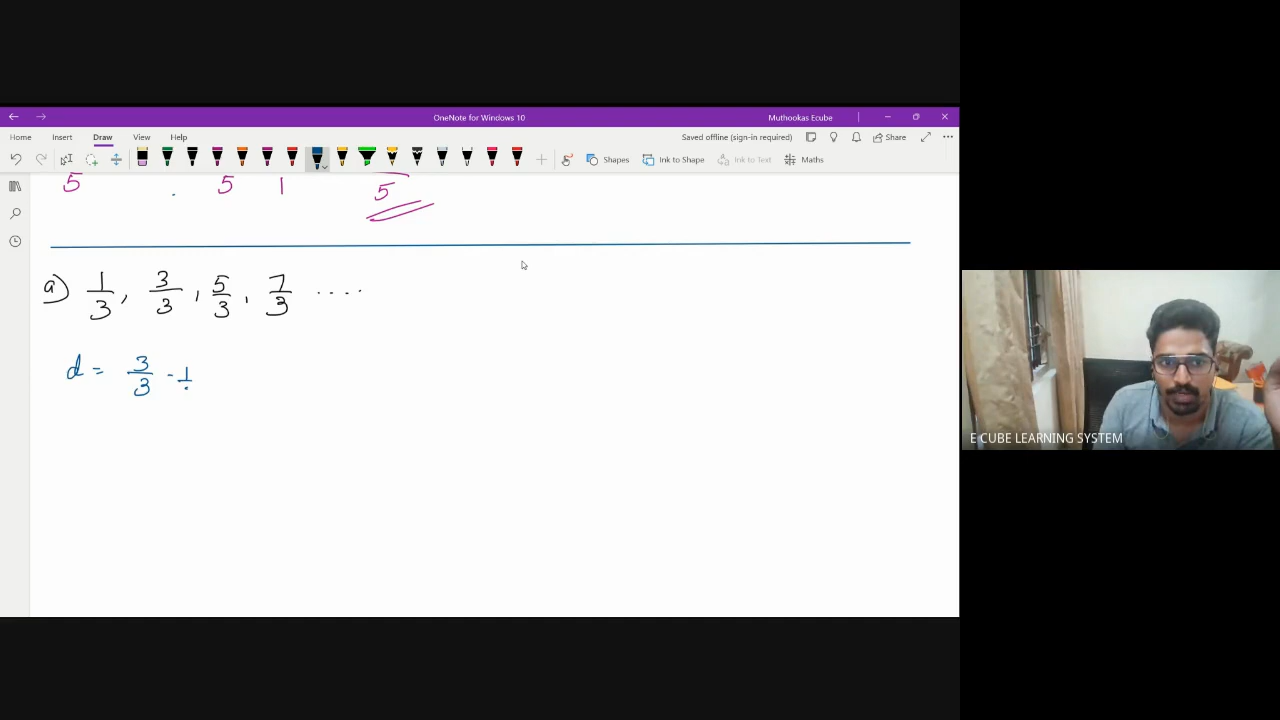 OneNote for Windows 10
Muthookas Ecube
Home Insert Draw View Help
Saved offline (sign-in required) Share
Shapes Ink to Shape Ink to Text Maths
5 . 5 1 5
a) 1/3, 3/3, 5/3, 7/3 ....
d = 3/3 - 1
E CUBE LEARNING SYSTEM